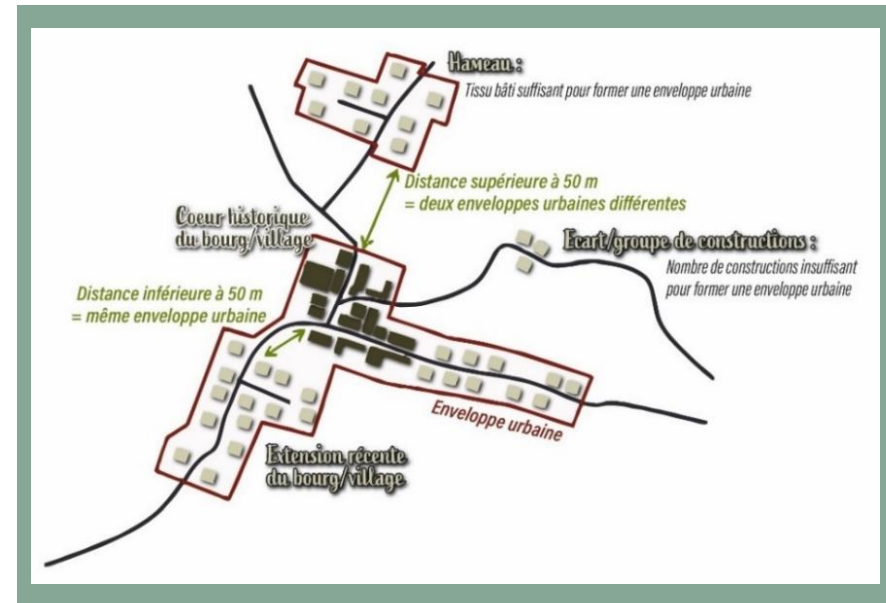 Hameau :
Tissu bâti suffisant pour former une enveloppe urbaine
Distance supérieure à 50 m
= deux enveloppes urbaines différentes
Coeur historique
du bourg/village
Ecart/groupe de constructions :
Nombre de constructions insuffisant
pour former une enveloppe urbaine
Distance inférieure à 50 m
= même enveloppe urbaine
Enveloppe urbaine
Extension récente
du bourg/village